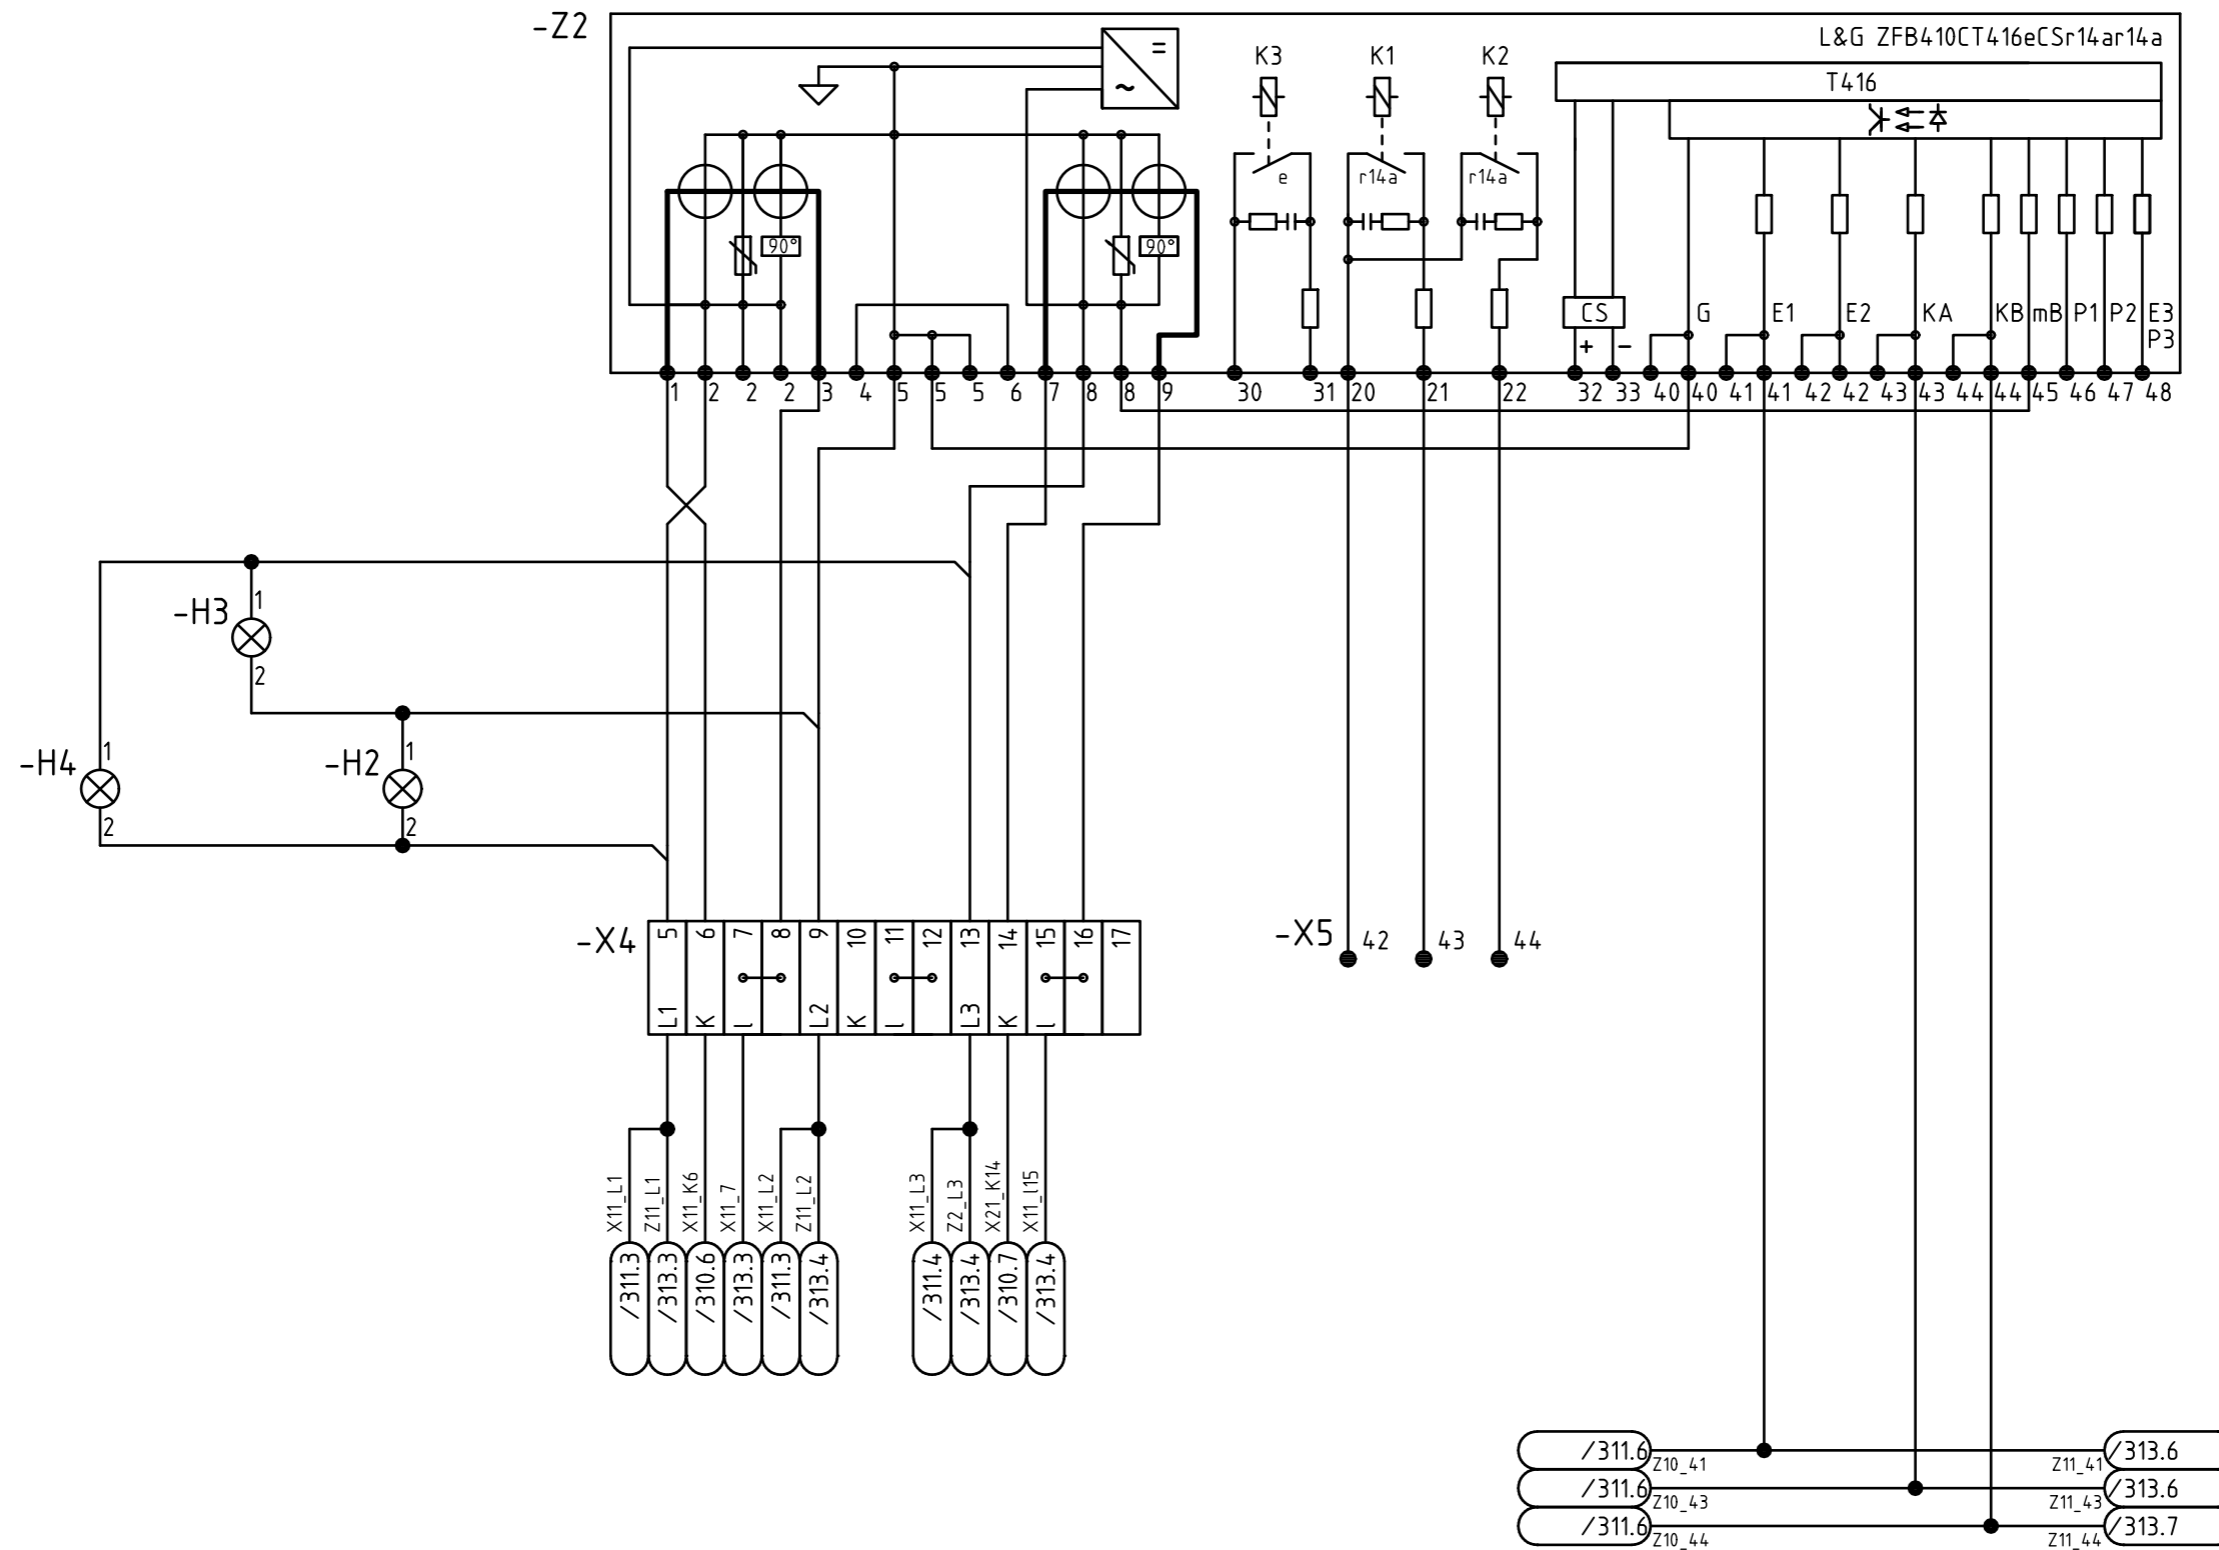 -Z2
L&G ZFB410CT416eCSr14ar14a
K3 K1 K2
T416
=
~
e r14a r14a
90° 90°
CS G E1 E2 KA KB mB P1 P2 E3
+ - P3
1 2 2 2 3 4 5 5 5 6 7 8 8 9 30 31 20 21 22 32 33 40 40 41 41 42 42 43 43 44 44 45 46 47 48
1
-H3
2
1 1
-H4 -H2
2 2
-X4 5 6 7 8 9 10 11 12 13 14 15 16 17
L1 K l L2 K l L3 K l
-X5 42 43 44
X11_L1 Z11_L1 X11_K6 X11_7 X11_L2 Z11_L2 X11_L3 Z2_L3 X21_K14 X11_l15
/311.3 /313.3 /310.6 /313.3 /311.3 /313.4 /311.4 /313.4 /310.7 /313.4
/311.6 Z10_41 Z11_41 /313.6
/311.6 Z10_43 Z11_43 /313.6
/311.6 Z10_44 Z11_44 /313.7